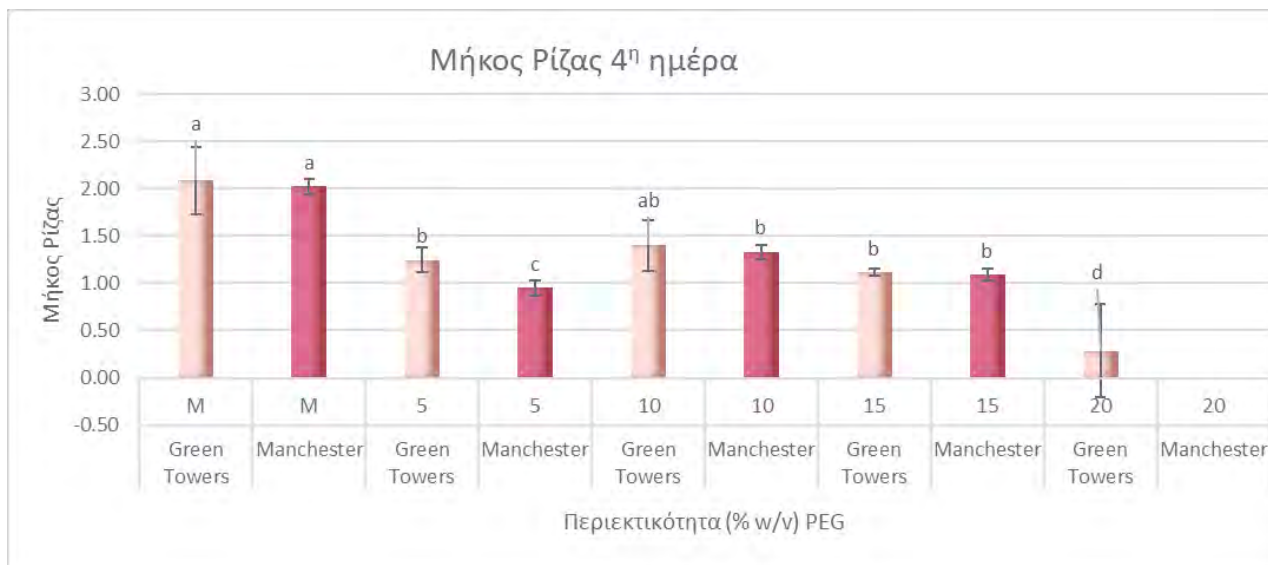 Μήκος Ρίζας 4η ημέρα
Μήκος Ρίζας
3.00
2.50
2.00
1.50
1.00
0.50
0.00
-0.50
a
a
b
c
ab
b
b
b
d
M M 5 5 10 10 15 15 20 20
Green Towers Manchester Green Towers Manchester Green Towers Manchester Green Towers Manchester Green Towers Manchester
Περιεκτικότητα (% w/v) PEG